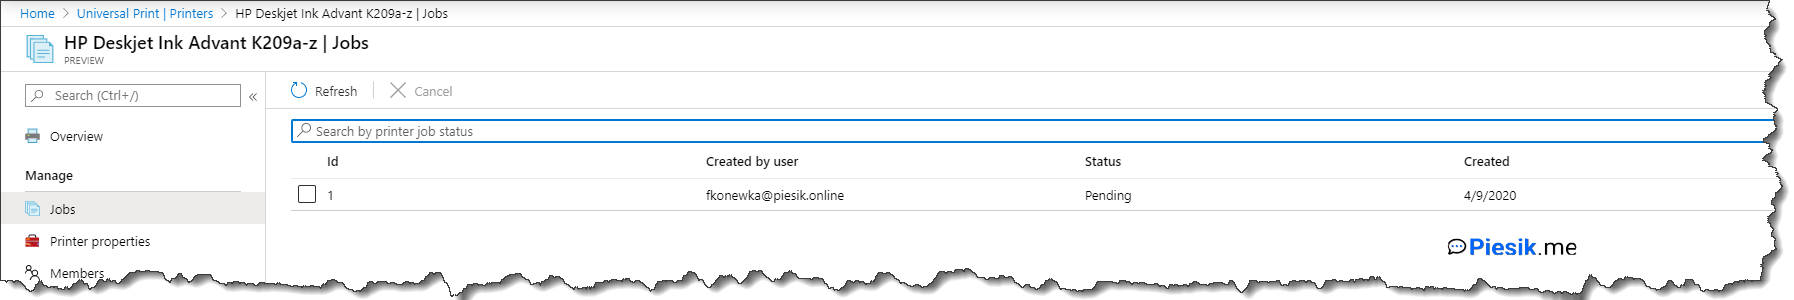 Home > Universal Print | Printers > HP Deskjet Ink Advant K209a-z | Jobs
HP Deskjet Ink Advant K209a-z | Jobs
PREVIEW
Search (Ctrl+/)
«
Overview
Manage
Jobs
Printer properties
Members
Refresh
Cancel
Search by printer job status
Id Created by user Status Created
1 fkonewka@piesik.online Pending 4/9/2020
Piesik.me